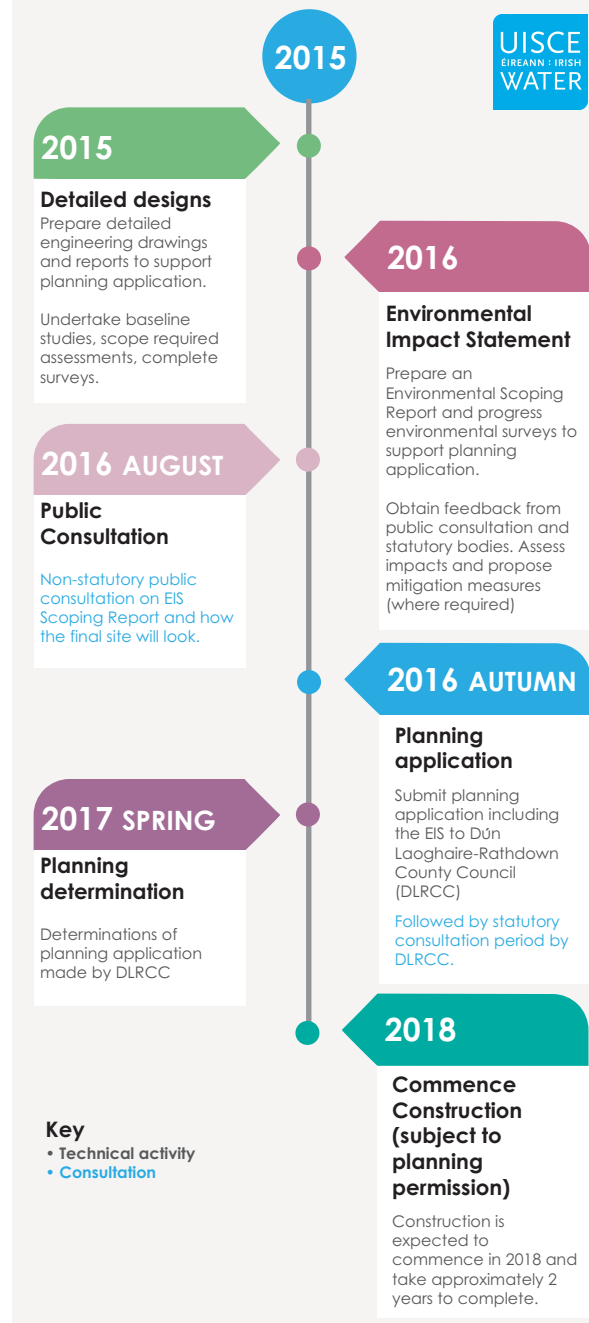 2015
UISCE
ÉIREANN : IRISH
WATER
2015
Detailed designs
Prepare detailed
engineering drawings
and reports to support
planning application.
Undertake baseline
studies, scope required
assessments, complete
surveys.
2016
Environmental
Impact Statement
Prepare an
Environmental Scoping
Report and progress
environmental surveys to
support planning
application.
Obtain feedback from
public consultation and
statutory bodies. Assess
impacts and propose
mitigation measures
(where required)
2016 AUGUST
Public
Consultation
Non-statutory public
consultation on EIS
Scoping Report and how
the final site will look.
2016 AUTUMN
Planning
application
Submit planning
application including
the EIS to Dún
Laoghaire-Rathdown
County Council
(DLRCC)
Followed by statutory
consultation period by
DLRCC.
2017 SPRING
Planning
determination
Determinations of
planning application
made by DLRCC
2018
Commence
Construction
(subject to
planning
permission)
Construction is
expected to
commence in 2018 and
take approximately 2
years to complete.
Key
• Technical activity
• Consultation